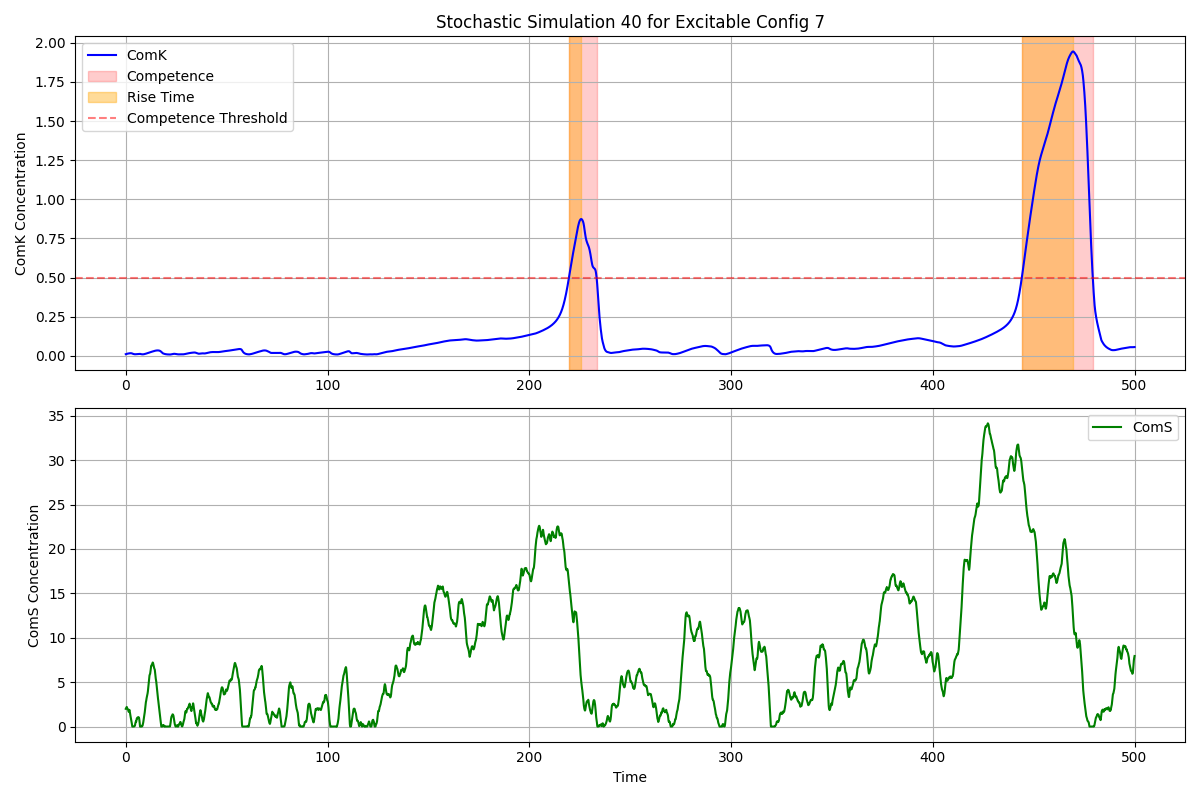 Stochastic Simulation 40 for Excitable Config 7
ComK Concentration
2.00
1.75
1.50
1.25
1.00
0.75
0.50
0.25
0.00
ComK
Competence
Rise Time
Competence Threshold
0 100 200 300 400 500
ComS Concentration
35
30
25
20
15
10
5
0
ComS
0 100 200 300 400 500
Time